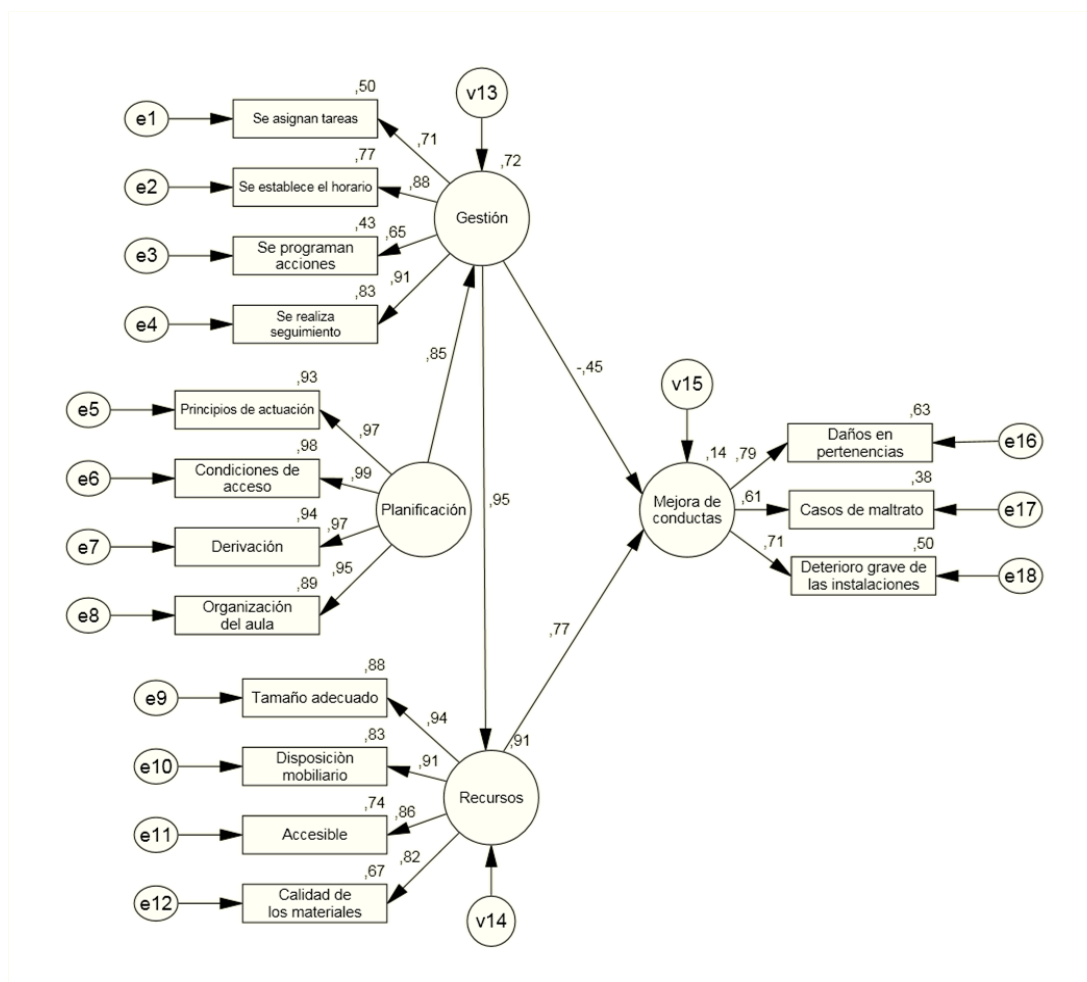 ,50
v13
e1
Se asignan tareas
,71
,72
,77
e2
Se establece el horario
,88
Gestión
,43
e3
Se programan
acciones
,65
,91
,83
e4
Se realiza
seguimiento
,85
-,45
,93
v15
e5
Principios de actuación
,97
,63
,98
,14
,79
Daños en
pertenencias
e16
e6
Condiciones de
acceso
,99
,38
Planificación
,95
Mejora de
conductas
,61
Casos de maltrato
e17
,94
e7
Derivación
,97
,71
,50
,95
Deterioro grave de
las instalaciones
e18
,89
e8
Organización
del aula
,77
,88
e9
Tamaño adecuado
,94
,91
,83
e10
Disposiciòn
mobiliario
,91
Recursos
,74
e11
Accesible
,86
,82
,67
e12
Calidad de
los materiales
v14